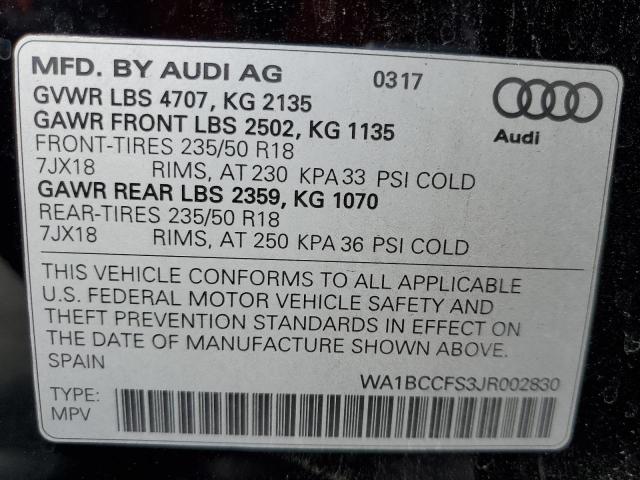 MFD. BY AUDI AG 0317
GVWR LBS 4707, KG 2135
GAWR FRONT LBS 2502, KG 1135
FRONT-TIRES 235/50 R18
7JX18 RIMS, AT 230 KPA 33 PSI COLD
GAWR REAR LBS 2359, KG 1070
REAR-TIRES 235/50 R18
7JX18 RIMS, AT 250 KPA 36 PSI COLD
Audi
THIS VEHICLE CONFORMS TO ALL APPLICABLE
U.S. FEDERAL MOTOR VEHICLE SAFETY AND
THEFT PREVENTION STANDARDS IN EFFECT ON
THE DATE OF MANUFACTURE SHOWN ABOVE.
SPAIN
WA1BCCFS3JR002830
TYPE:
MPV